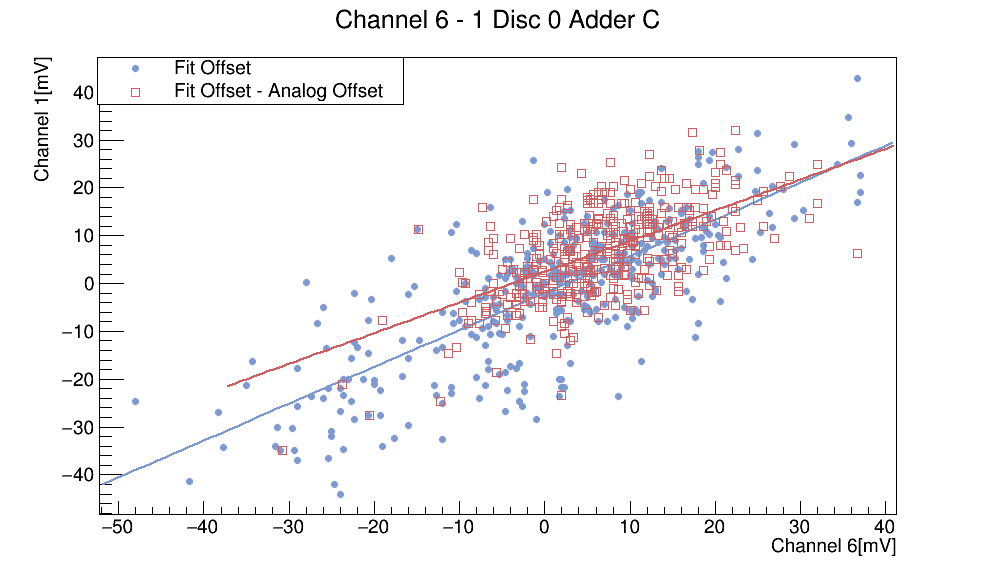 Channel 6 - 1 Disc 0 Adder C
Channel 1[mV]
Fit Offset
Fit Offset - Analog Offset
40
30
20
10
0
−10
−20
−30
−40
−50 −40 −30 −20 −10 0 10 20 30 40
Channel 6[mV]